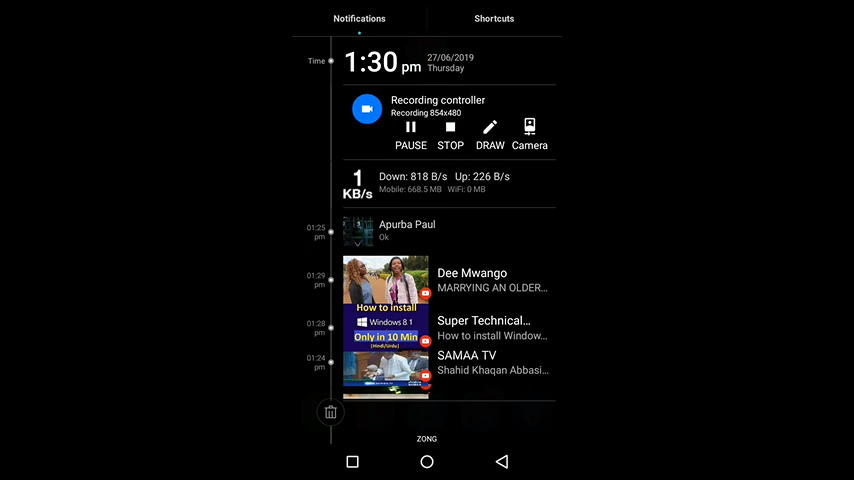 Notifications
Shortcuts
Time
1:30 pm
27/06/2019
Thursday
Recording controller
Recording 854x480
PAUSE
STOP
DRAW
Camera
1
KB/s
Down: 818 B/s Up: 226 B/s
Mobile: 668.5 MB WiFi: 0 MB
01:25
pm
Apurba Paul
Ok
01:29
pm
Dee Mwango
MARRYING AN OLDER...
How to install
Windows 8.1
Only in 10 Min
(Hindi/Urdu)
01:28
pm
Super Technical...
How to install Window...
01:24
pm
SAMAA TV
Shahid Khaqan Abbasi...
ZONG